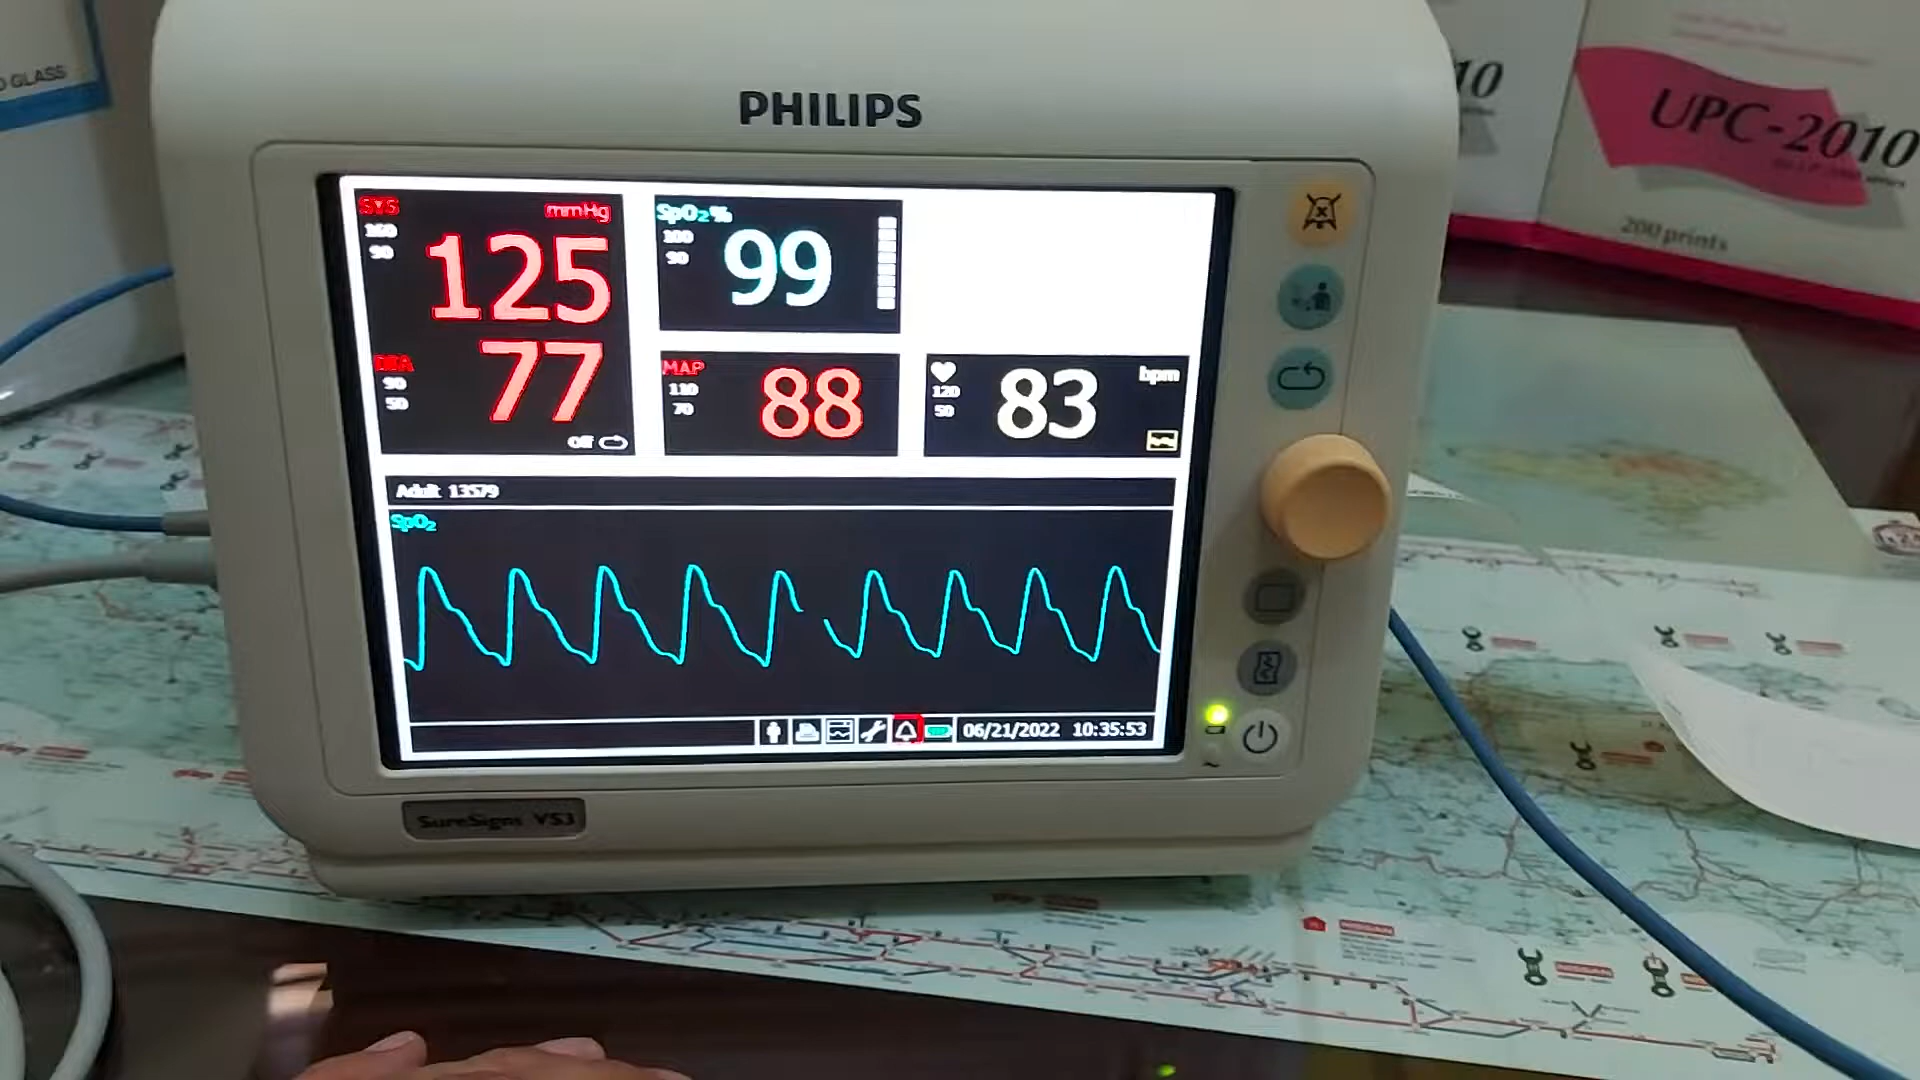 GLASS
PHILIPS
10
UPC-2010
200 prints
SYS
mmHg
160
90
125
SpO₂%
100
90
99
DIA
90
50
77
Off
MAP
110
70
88
120
50
83
bpm
Adult 13579
SpO₂
06/21/2022 10:35:53
SureSigns VS3
NISSAN